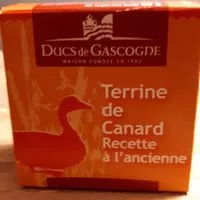 DUCS de GASCOGNE
MAISON FONDÉE EN 1953
Terrine
de
Canard
Recette
à l'ancienne